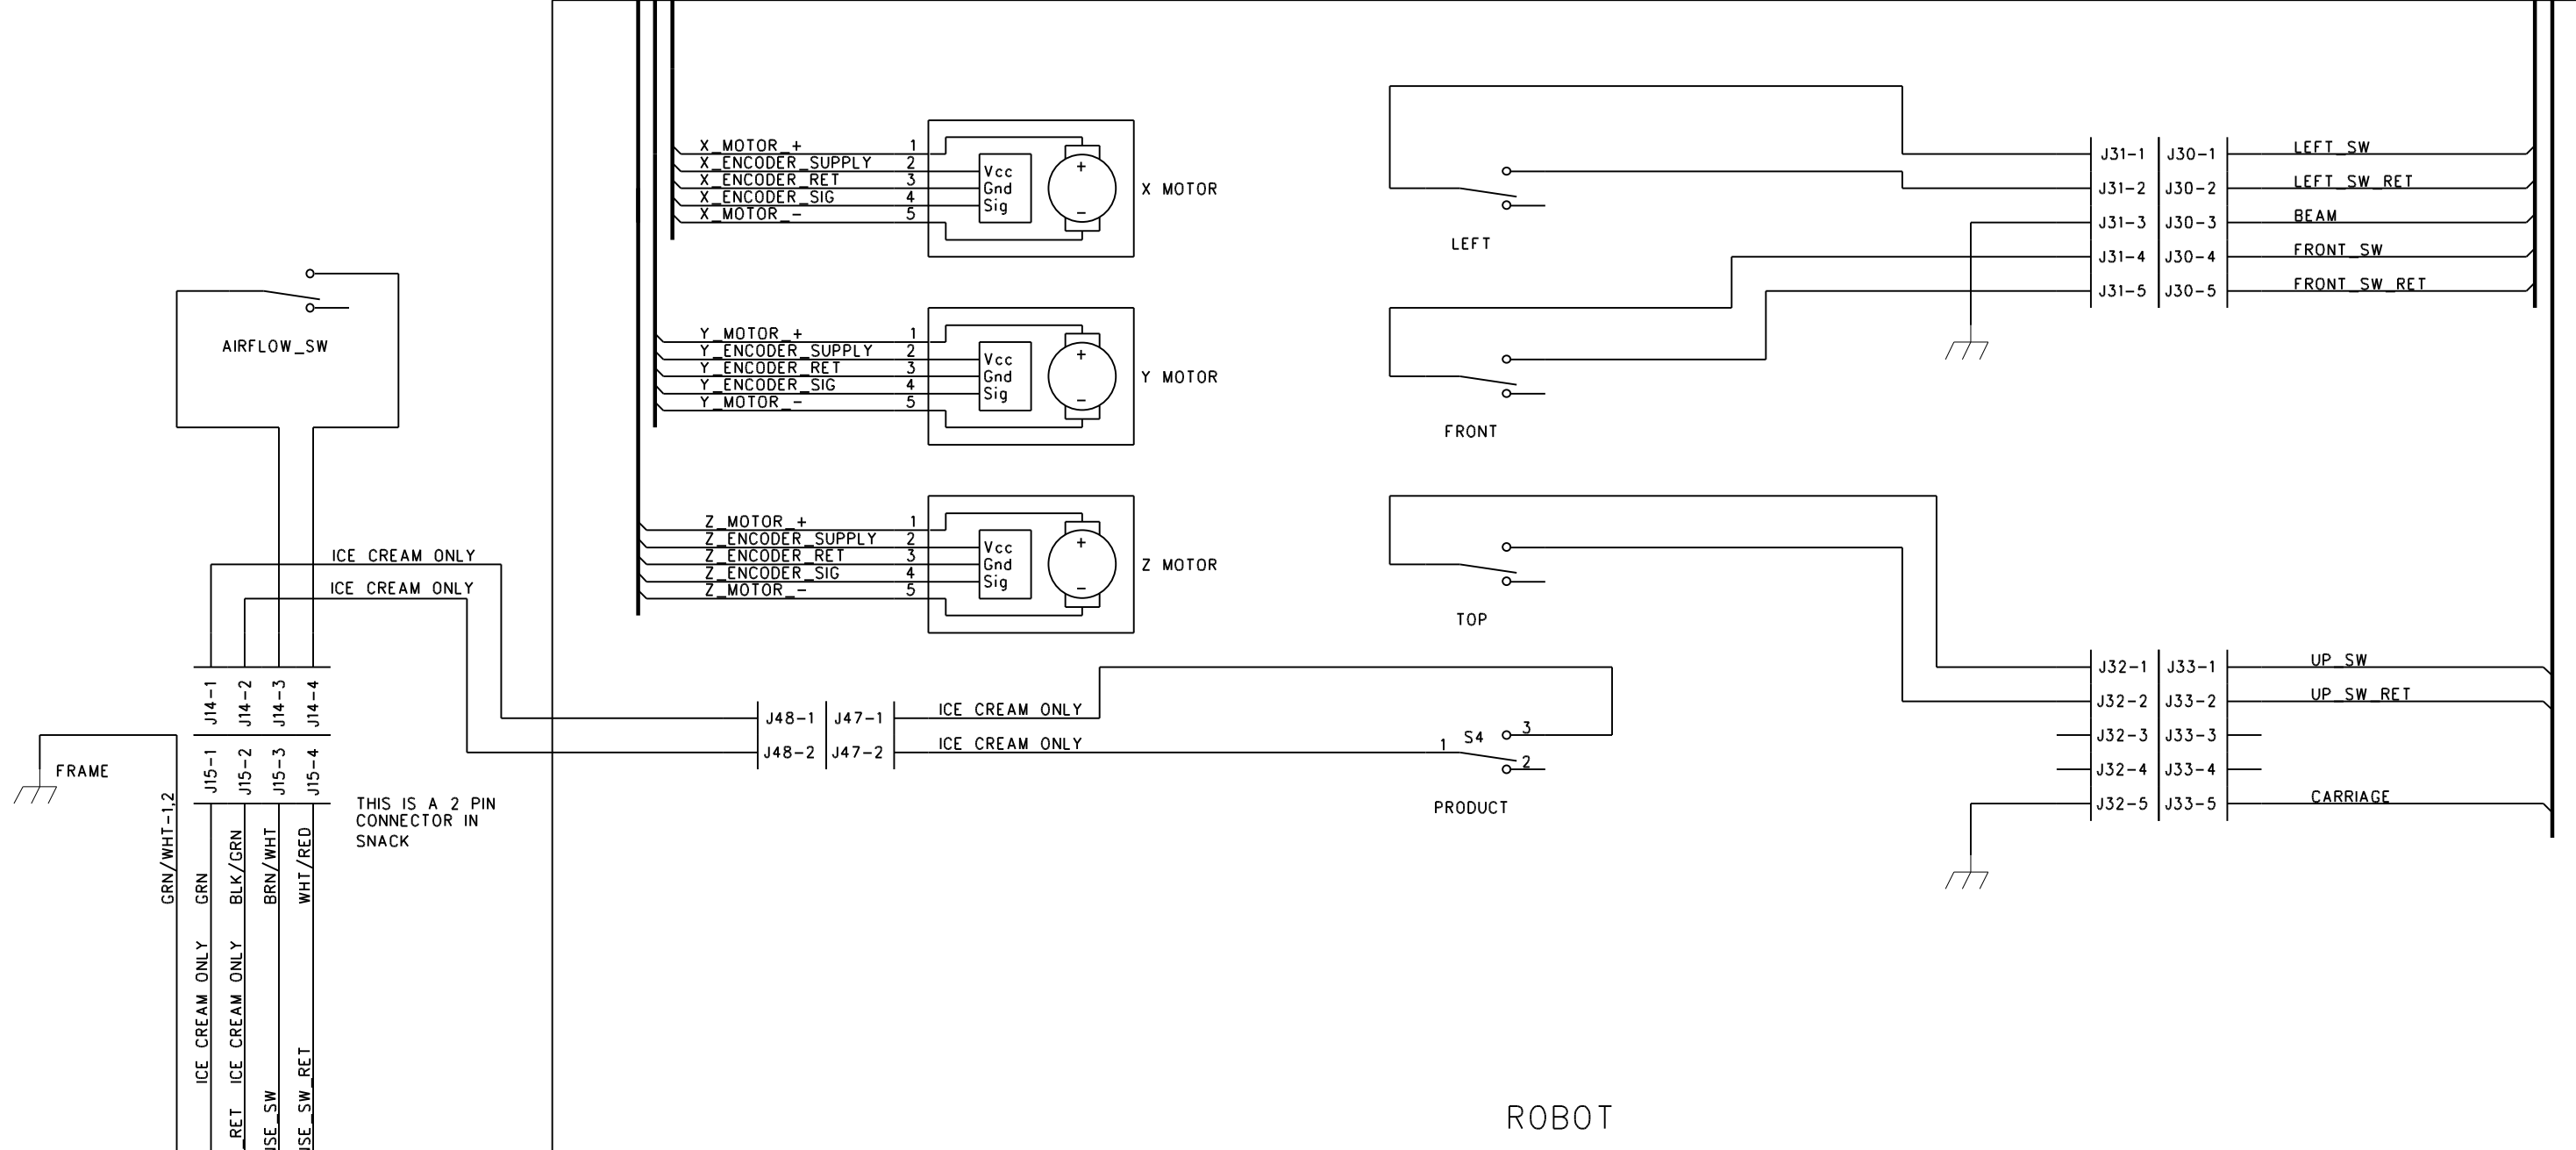 X_MOTOR_+ 1
X_ENCODER_SUPPLY 2
X_ENCODER_RET 3
X_ENCODER_SIG 4
X_MOTOR_- 5
Vcc
Gnd
Sig
+
-
X MOTOR
LEFT
J31-1 J30-1 LEFT_SW
J31-2 J30-2 LEFT_SW_RET
J31-3 J30-3 BEAM
J31-4 J30-4 FRONT_SW
J31-5 J30-5 FRONT_SW_RET
AIRFLOW_SW
Y_MOTOR_+ 1
Y_ENCODER_SUPPLY 2
Y_ENCODER_RET 3
Y_ENCODER_SIG 4
Y_MOTOR_- 5
Vcc
Gnd
Sig
+
-
Y MOTOR
FRONT
Z_MOTOR_+ 1
Z_ENCODER_SUPPLY 2
Z_ENCODER_RET 3
Z_ENCODER_SIG 4
Z_MOTOR_- 5
Vcc
Gnd
Sig
+
-
Z MOTOR
TOP
ICE CREAM ONLY
ICE CREAM ONLY
J14-1
J14-2
J14-3
J14-4
J15-1
J15-2
J15-3
J15-4
FRAME
THIS IS A 2 PIN
CONNECTOR IN
SNACK
GRN/WHT-1,2
ICE CREAM ONLY GRN
_RET ICE CREAM ONLY BLK/GRN
USE_SW BRN/WHT
USE_SW_RET WHT/RED
J48-1 J47-1 ICE CREAM ONLY
J48-2 J47-2 ICE CREAM ONLY
1 S4 3
2
PRODUCT
J32-1 J33-1 UP_SW
J32-2 J33-2 UP_SW_RET
J32-3 J33-3
J32-4 J33-4
J32-5 J33-5 CARRIAGE
ROBOT